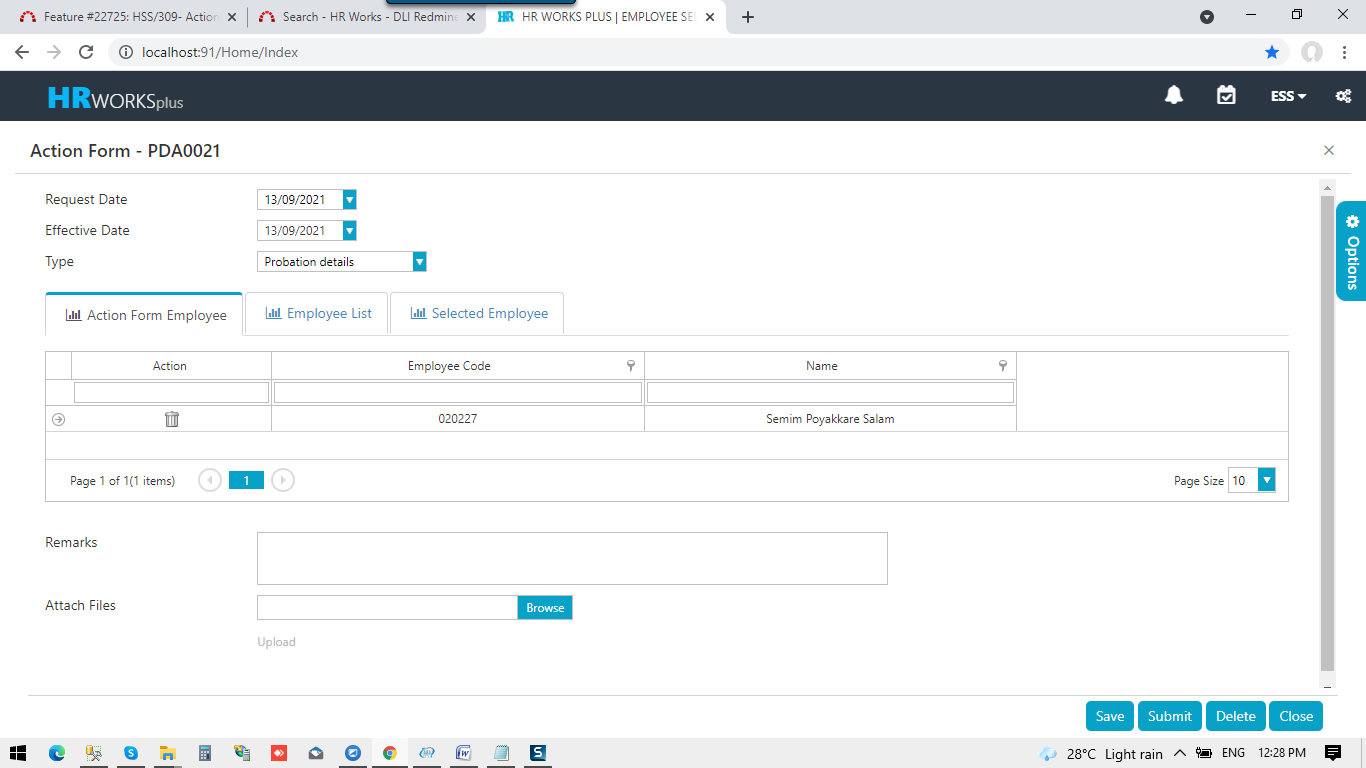 Feature #22725: HSS/309- Action
Search - HR Works - DLI Redmine
HR WORKS PLUS | EMPLOYEE SE
localhost:91/Home/Index
HRWORKSplus
ESS
Action Form - PDA0021
Request Date
13/09/2021
Effective Date
13/09/2021
Type
Probation details
Options
Action Form Employee
Employee List
Selected Employee
Action
Employee Code
Name
020227
Semim Poyakkare Salam
Page 1 of 1(1 items)
1
Page Size
10
Remarks
Attach Files
Browse
Upload
Save
Submit
Delete
Close
28°C Light rain
ENG
12:28 PM